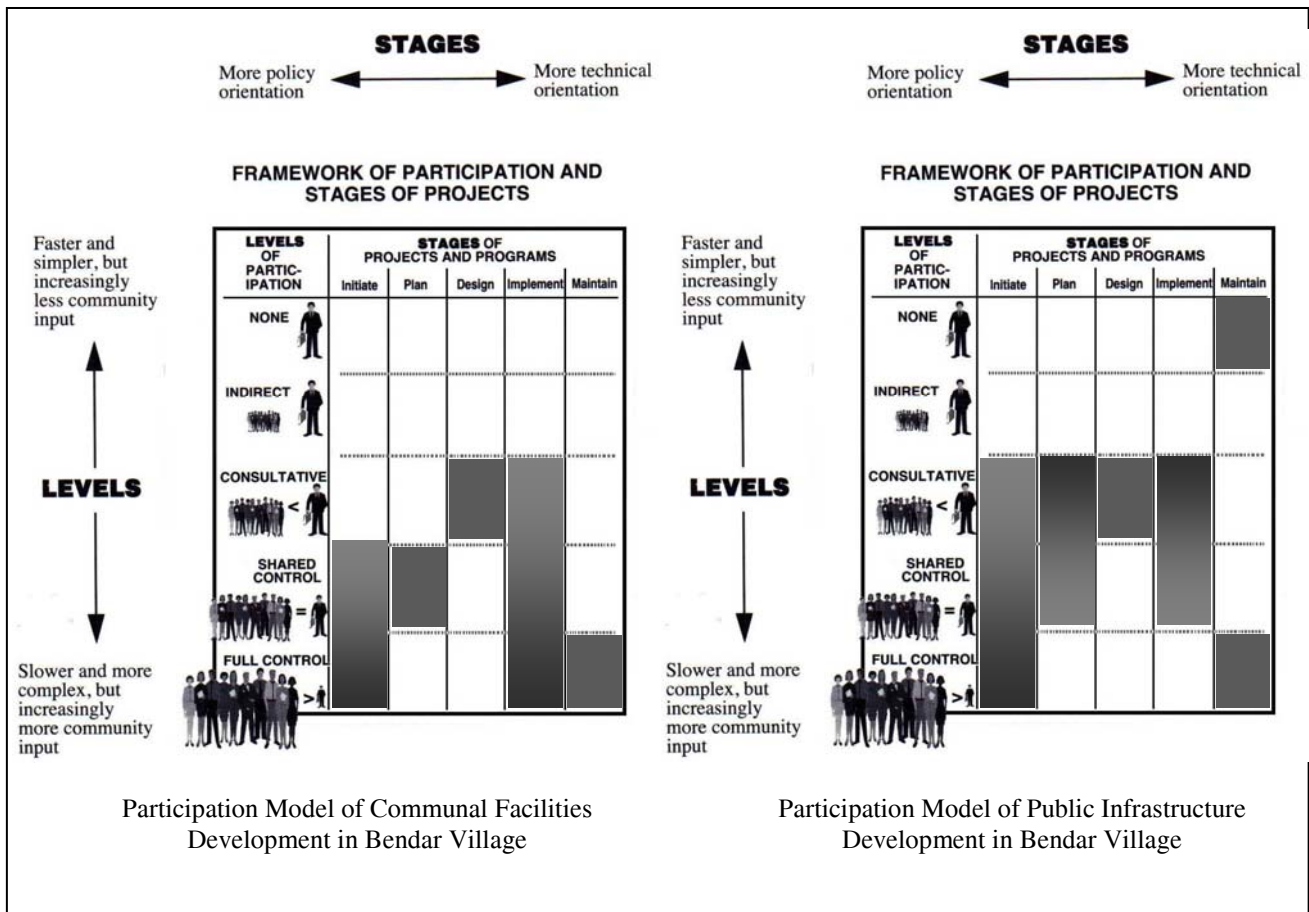 STAGES
More policy
orientation
More technical
orientation
FRAMEWORK OF PARTICIPATION AND
STAGES OF PROJECTS
Faster and
simpler, but
increasingly
less community
input
LEVELS
Slower and more
complex, but
increasingly
more community
input
LEVELS
OF
PARTIC-
IPATION
STAGES OF
PROJECTS AND PROGRAMS
Initiate Plan Design Implement Maintain
NONE
INDIRECT
CONSULTATIVE
<
SHARED
CONTROL
=
FULL CONTROL
>
Participation Model of Communal Facilities
Development in Bendar Village
STAGES
More policy
orientation
More technical
orientation
FRAMEWORK OF PARTICIPATION AND
STAGES OF PROJECTS
Faster and
simpler, but
increasingly
less community
input
LEVELS
Slower and more
complex, but
increasingly
more community
input
LEVELS
OF
PARTIC-
IPATION
STAGES OF
PROJECTS AND PROGRAMS
Initiate Plan Design Implement Maintain
NONE
INDIRECT
CONSULTATIVE
<
SHARED
CONTROL
=
FULL CONTROL
>
Participation Model of Public Infrastructure
Development in Bendar Village